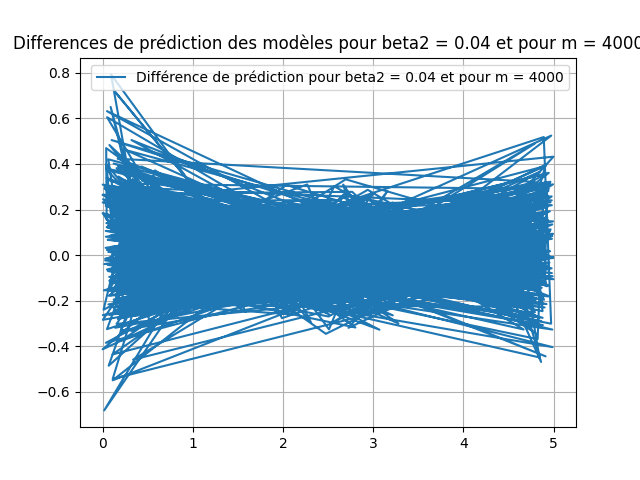 Differences de prédiction des modèles pour beta2 = 0.04 et pour m = 4000
Différence de prédiction pour beta2 = 0.04 et pour m = 4000
0.8
0.6
0.4
0.2
0.0
−0.2
−0.4
−0.6
0 1 2 3 4 5